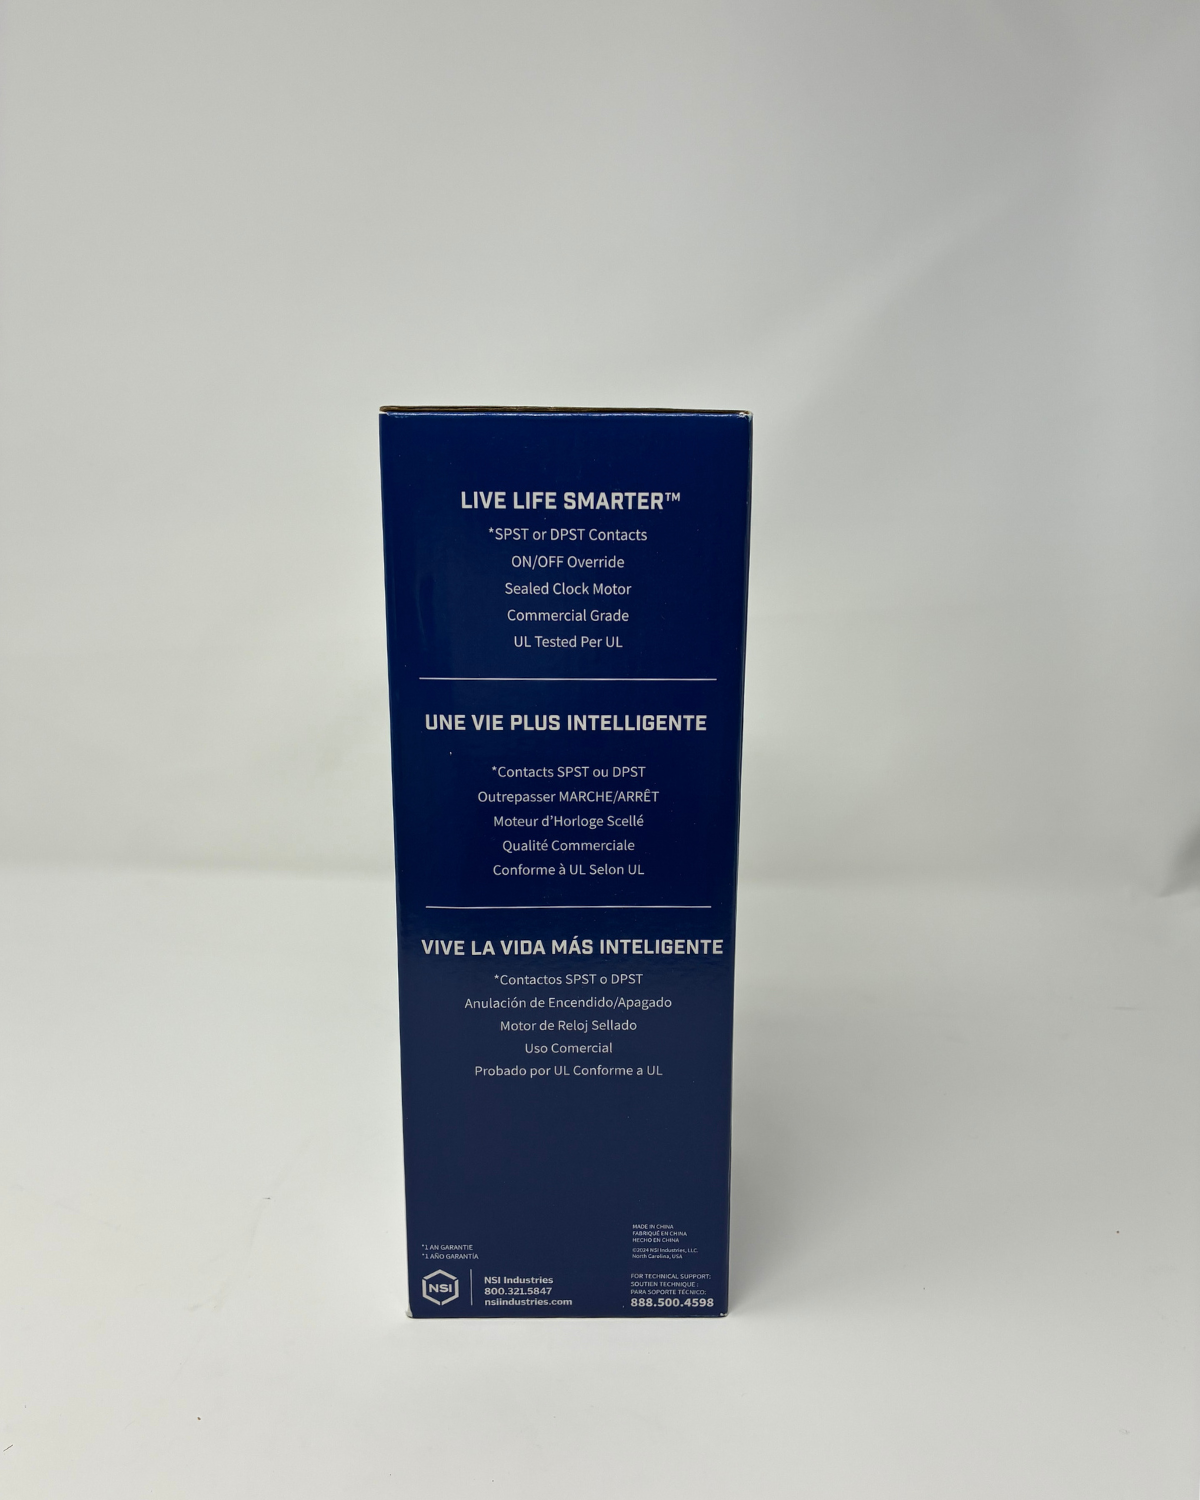 LIVE LIFE SMARTER™
*SPST or DPST Contacts
ON/OFF Override
Sealed Clock Motor
Commercial Grade
UL Tested Per UL
UNE VIE PLUS INTELLIGENTE
*Contacts SPST ou DPST
Outrepasser MARCHE/ARRÊT
Moteur d'Horloge Scellé
Qualité Commerciale
Conforme à UL Selon UL
VIVE LA VIDA MÁS INTELIGENTE
*Contactos SPST o DPST
Anulación de Encendido/Apagado
Motor de Reloj Sellado
Uso Comercial
Probado por UL Conforme a UL
*1 AN GARANTIE
*1 AÑO GARANTÍA
NSI
NSI Industries
800.321.5847
nsiindustries.com
MADE IN CHINA
FABRIQUÉ EN CHINA
HECHO EN CHINA
©2024 NSI Industries, LLC.
North Carolina, USA
FOR TECHNICAL SUPPORT:
SOUTIEN TECHNIQUE :
PARA SOPORTE TÉCNICO:
888.500.4598